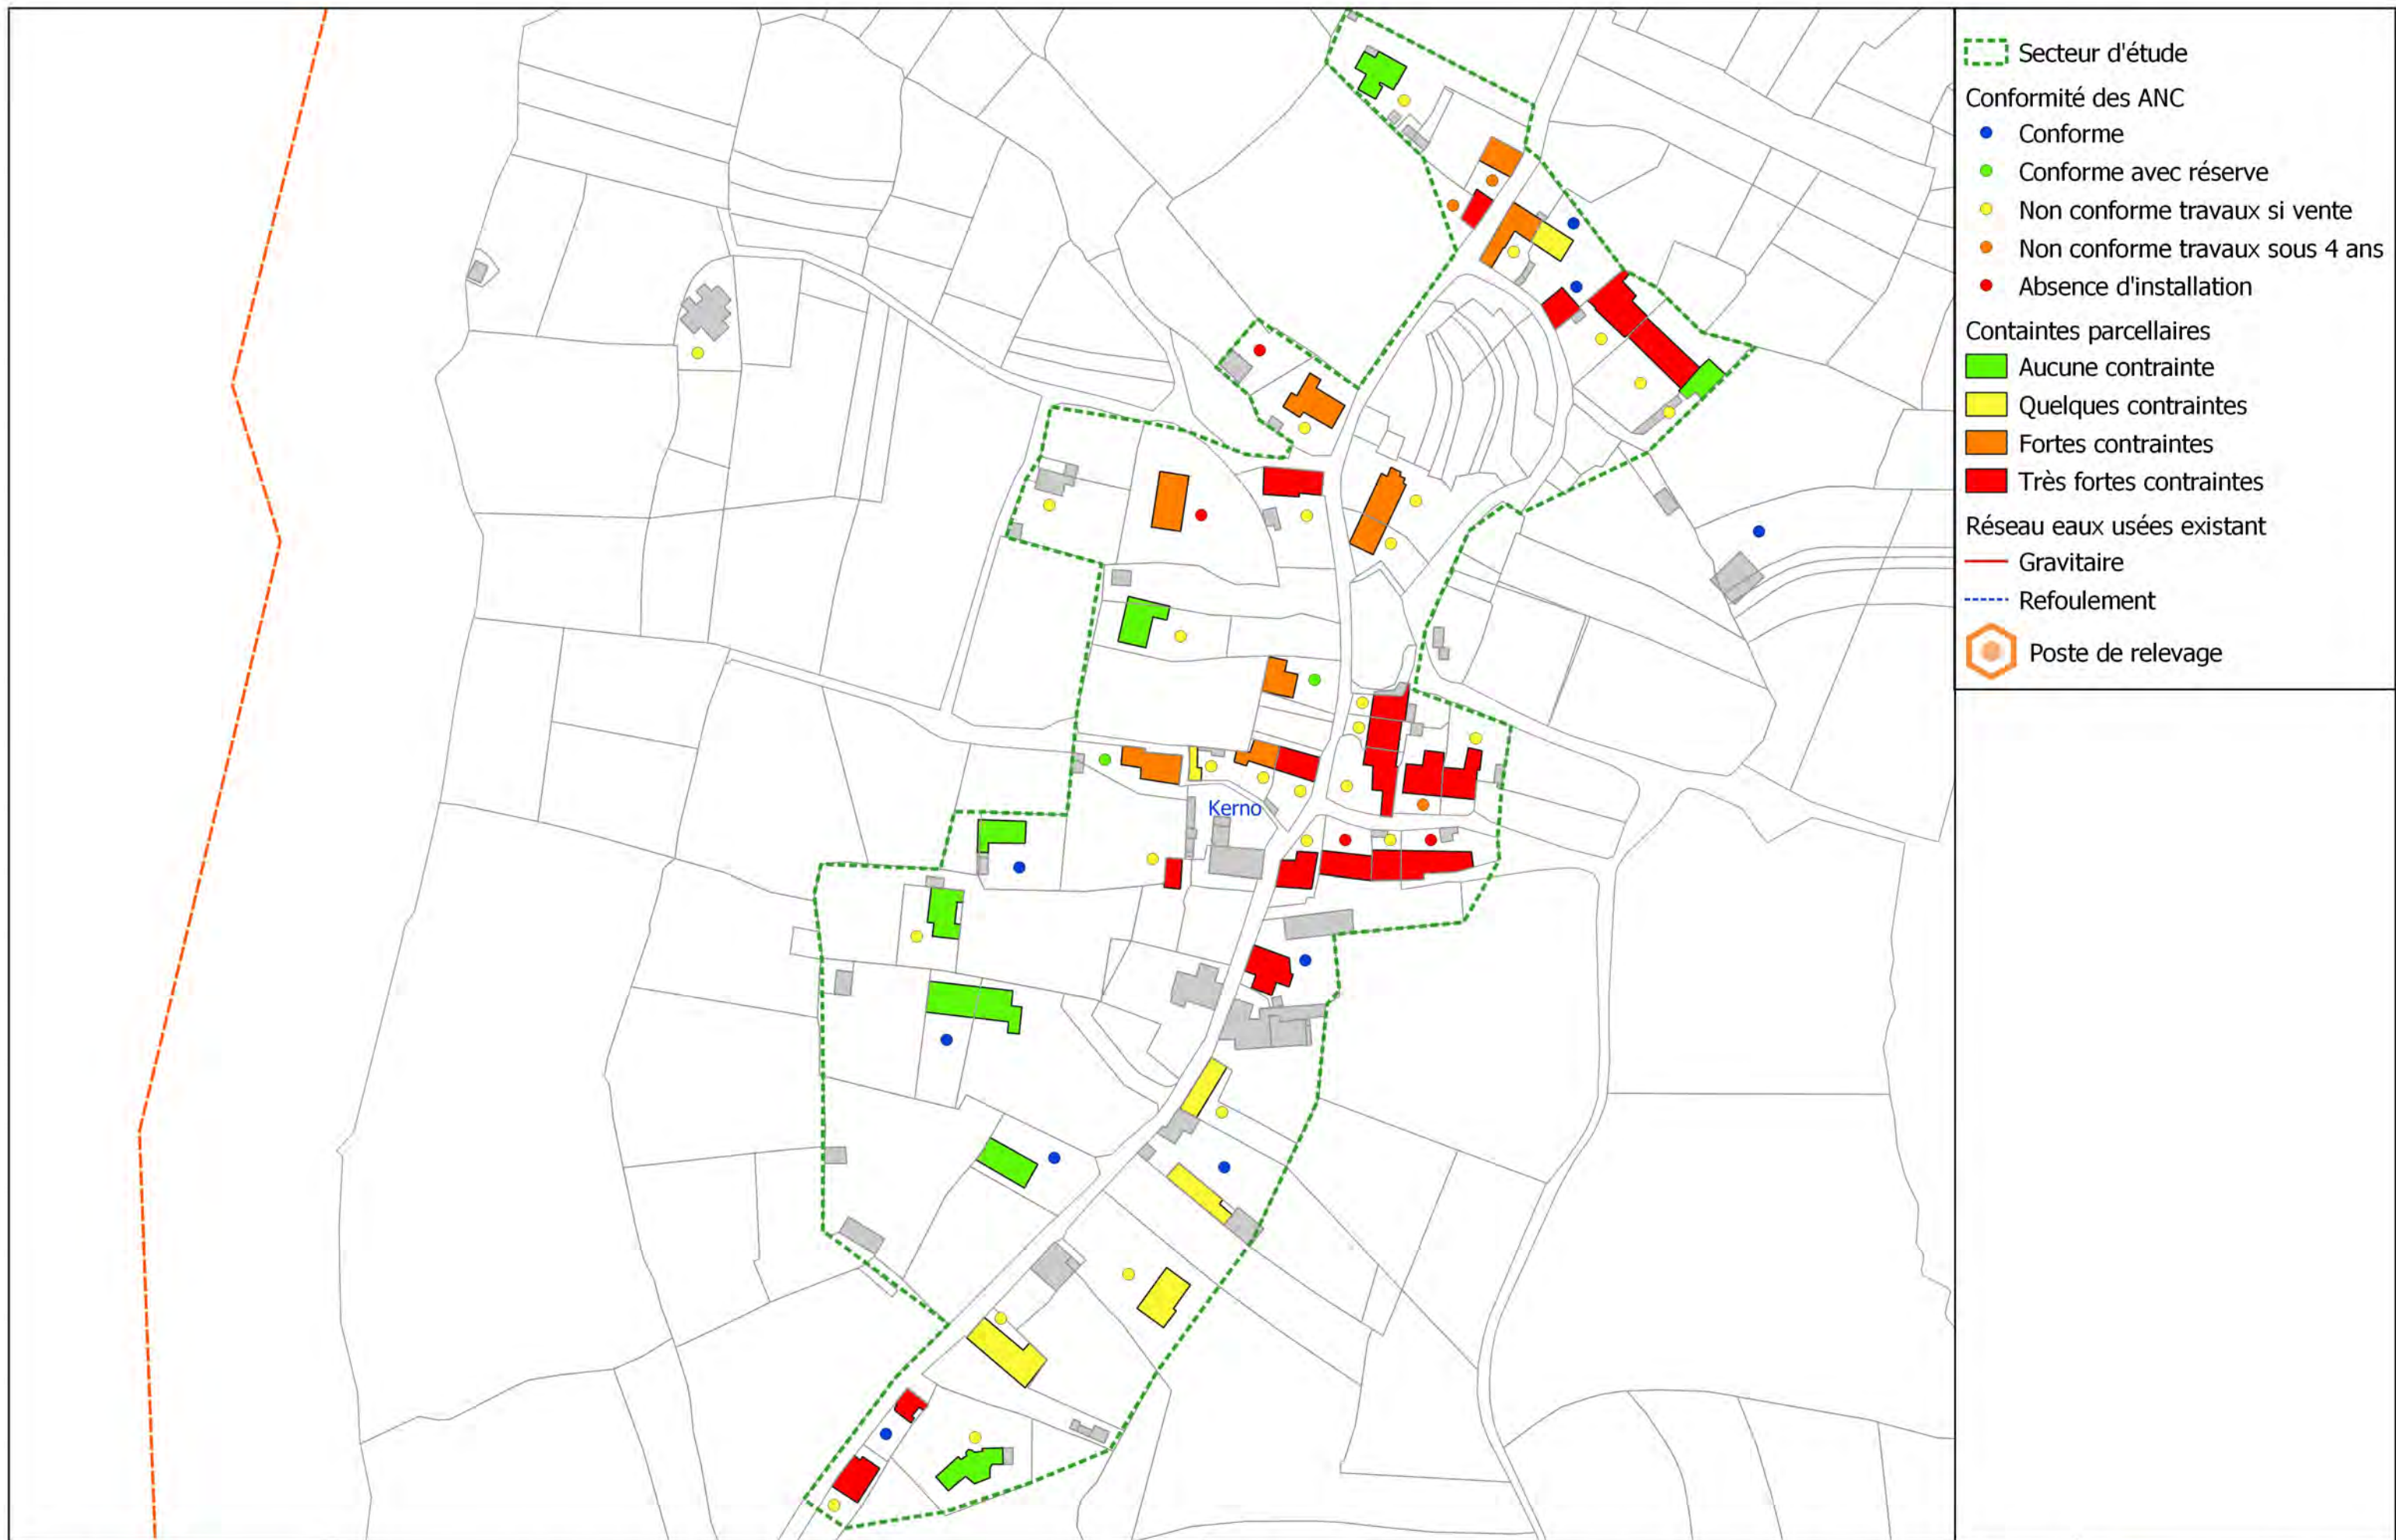 Secteur d'étude
Conformité des ANC
Conforme
Conforme avec réserve
Non conforme travaux si vente
Non conforme travaux sous 4 ans
Absence d'installation
Containtes parcellaires
Aucune contrainte
Quelques contraintes
Fortes contraintes
Très fortes contraintes
Réseau eaux usées existant
Gravitaire
Refoulement
Poste de relevage
Kerno